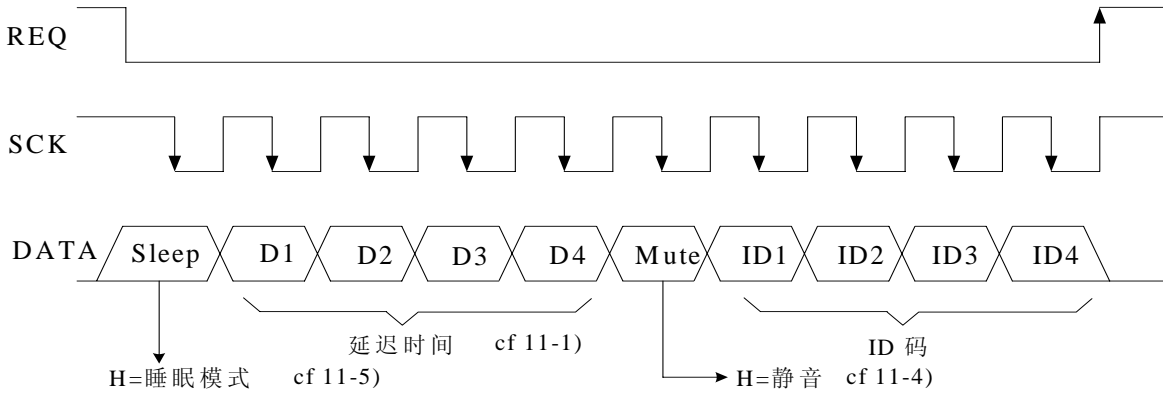 REQ
SCK
DATA Sleep D1 D2 D3 D4 Mute ID1 ID2 ID3 ID4
延迟时间 cf 11-1)
ID 码
H=睡眠模式 cf 11-5)
H=静音 cf 11-4)